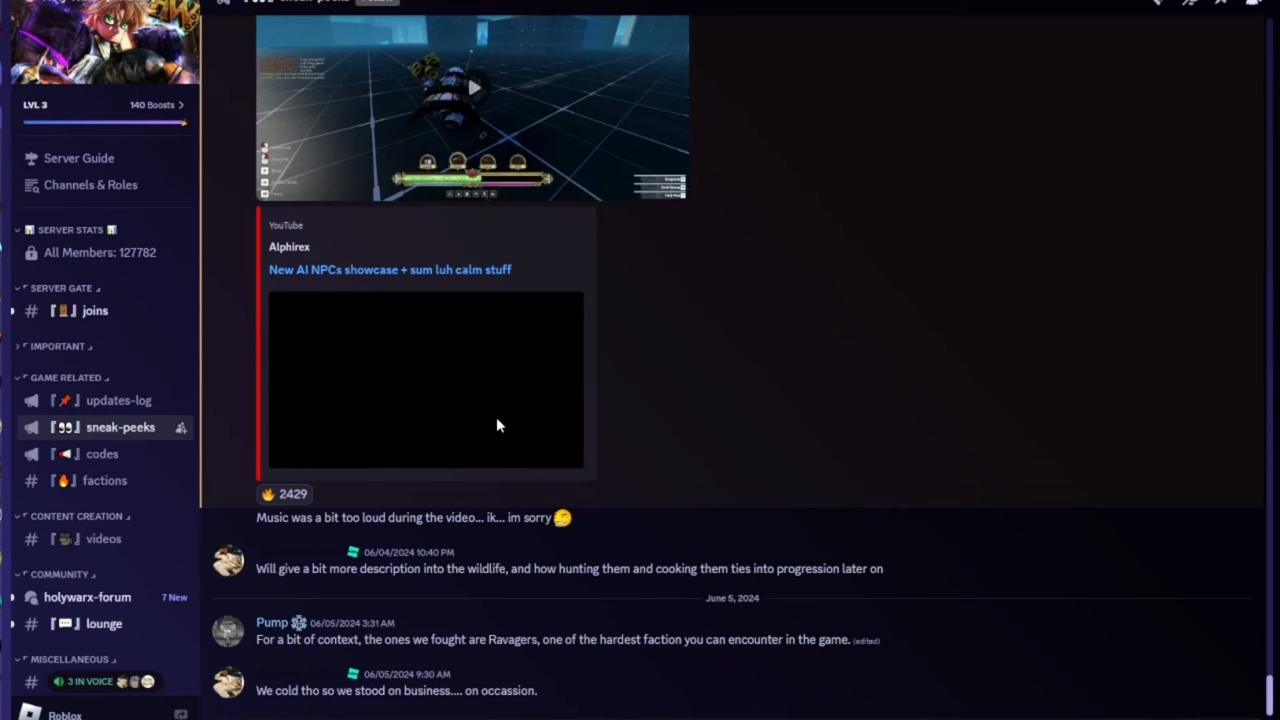 LVL 3
140 Boosts
Server Guide
Channels & Roles
SERVER STATS
All Members: 127782
SERVER GATE
joins
IMPORTANT
GAME RELATED
updates-log
sneak-peeks
codes
factions
CONTENT CREATION
videos
COMMUNITY
holywarx-forum
7 New
lounge
MISCELLANEOUS
3 IN VOICE
Roblox
YouTube
Alphirex
New AI NPCs showcase + sum luh calm stuff
2429
Music was a bit too loud during the video... ik... im sorry
06/04/2024 10:40 PM
Will give a bit more description into the wildlife, and how hunting them and cooking them ties into progression later on
June 5, 2024
Pump 06/05/2024 3:31 AM
For a bit of context, the ones we fought are Ravagers, one of the hardest faction you can encounter in the game. (edited)
06/05/2024 9:30 AM
We cold tho so we stood on business.... on occassion.